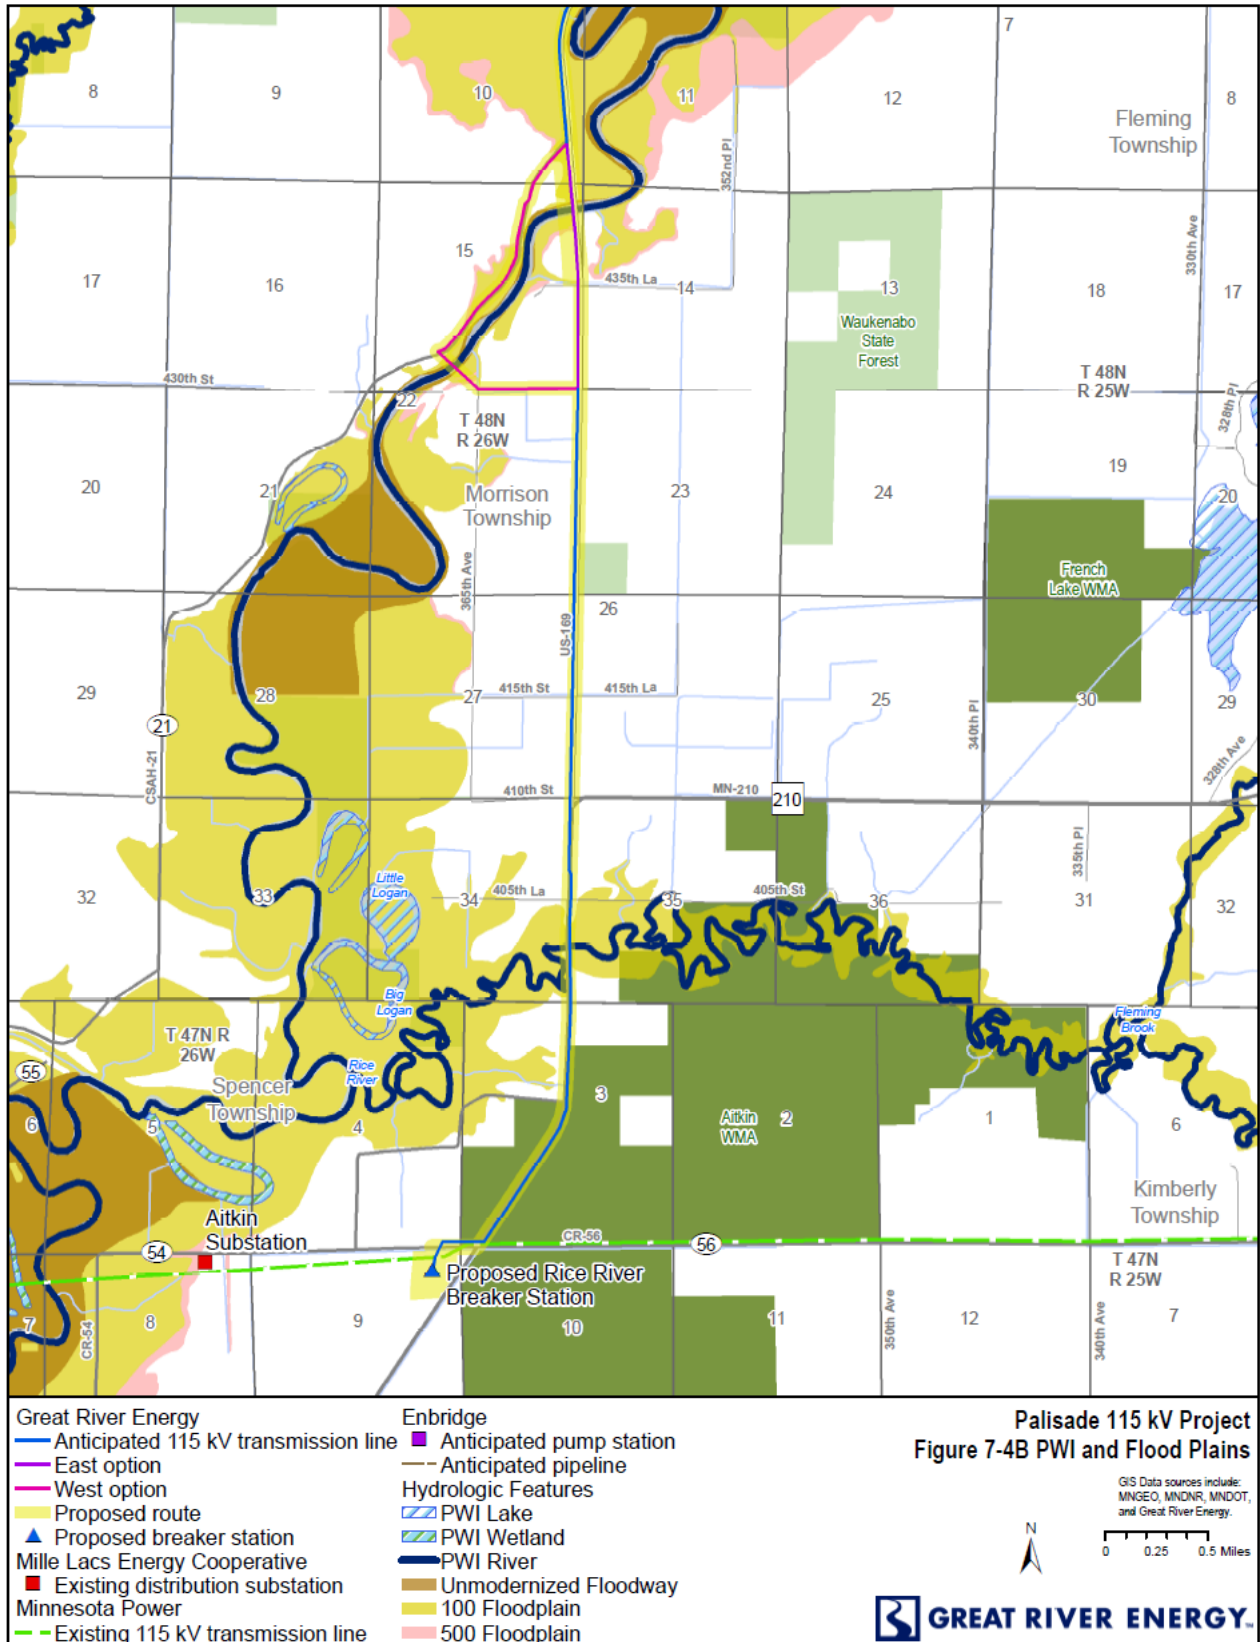 7
8
9
10
11
12
8
Fleming
Township
352nd Pl
330th Ave
15
17
16
435th La
14
13
18
17
Waukenabo
State
Forest
430th St
T 48N
R 25W
22
328th Pl
T 48N
R 26W
19
20
21
Morrison
Township
23
24
20
365th Ave
French
Lake WMA
26
US-169
29
28
27
415th St
415th La
25
30
29
21
340th Pl
CSAH-21
328th Ave
410th St
MN-210
210
335th Pl
Little
Logan
32
33
34
405th La
35
405th St
36
31
32
Big
Logan
Fleming
Brook
T 47N R
26W
55
Rice
River
Spencer
Township
3
6
5
4
Aitkin
WMA
2
1
6
Kimberly
Township
Aitkin
Substation
54
CR-56
56
T 47N
R 25W
Proposed Rice River
Breaker Station
7
CR-54
8
9
10
11
350th Ave
12
340th Ave
7
Great River Energy
Anticipated 115 kV transmission line
East option
West option
Proposed route
Proposed breaker station
Mille Lacs Energy Cooperative
Existing distribution substation
Minnesota Power
Existing 115 kV transmission line
Enbridge
Anticipated pump station
Anticipated pipeline
Hydrologic Features
PWI Lake
PWI Wetland
PWI River
Unmodernized Floodway
100 Floodplain
500 Floodplain
Palisade 115 kV Project
Figure 7-4B PWI and Flood Plains
GIS Data sources include:
MNGEO, MNDNR, MNDOT,
and Great River Energy.
N
0 0.25 0.5 Miles
GREAT RIVER ENERGY